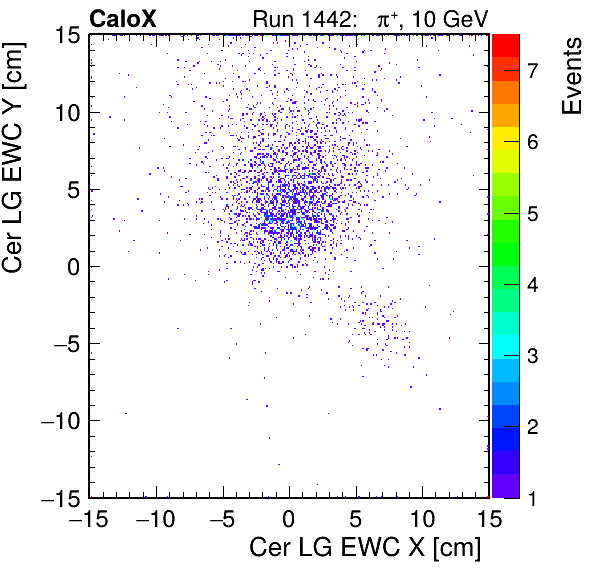 CaloX Run 1442: π⁺, 10 GeV
Cer LG EWC Y [cm]
15
10
5
0
−5
−10
−15
−15 −10 −5 0 5 10 15
Cer LG EWC X [cm]
Events
7
6
5
4
3
2
1